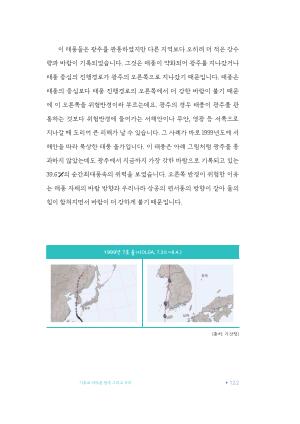 이 태풍들은 광주를 관통하였지만 다른 지역보다 오히려 더 적은 강수
량과 바람이 기록되었습니다. 그것은 태풍이 약화되어 광주를 지나갔거나
태풍 중심의 진행경로가 광주의 오른쪽으로 지나갔기 때문입니다. 태풍은
태풍의 중심보다 태풍 진행경로의 오른쪽에서 더 강한 바람이 불기 때문
에 이 오른쪽을 위험반경이라 부르는데요. 광주의 경우 태풍이 광주를 관
통하는 것보다 위험반경에 들어가는 서해안이나 무안, 영광 등 서쪽으로
지나갈 때 도리어 큰 피해가 날 수 있습니다. 그 사례가 바로 1999년도에 서
해안을 따라 북상한 태풍 올가입니다. 이 태풍은 아래 그림처럼 광주를 통
과하지 않았는데도 광주에서 지금까지 가장 강한 바람으로 기록되고 있는
39.6㎧의 순간최대풍속의 위력을 보였습니다. 오른쪽 반경이 위험한 이유
는 태풍 자체의 바람 방향과 우리나라 상공의 편서풍의 방향이 같아 둘의
힘이 합쳐지면서 바람이 더 강하게 불기 때문입니다.
1999년 7호 올가(OLGA, 7.30.~8.4.)
[출처: 기상청]
122